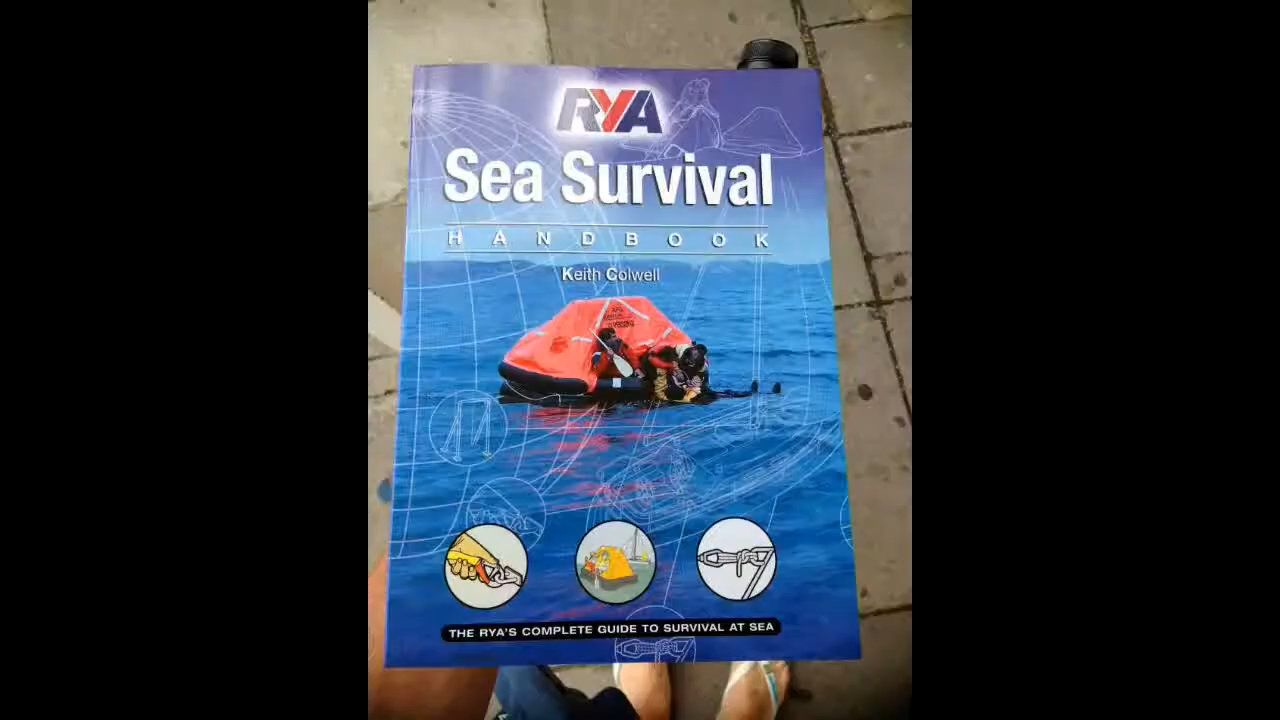 RYA
Sea Survival
HANDBOOK
Keith Colwell
THE RYA'S COMPLETE GUIDE TO SURVIVAL AT SEA